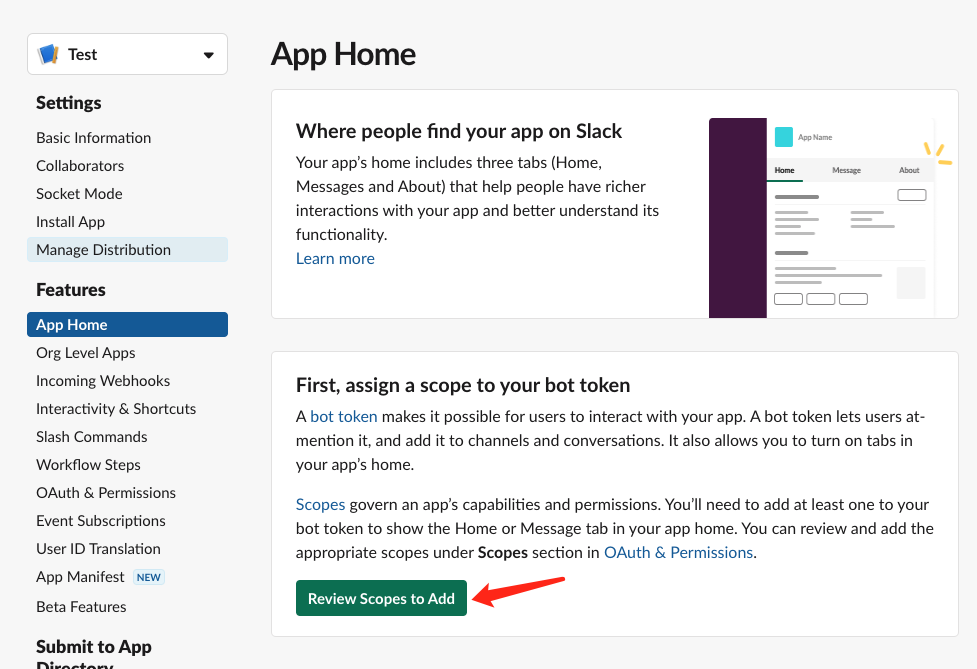 Test
Settings
Basic Information
Collaborators
Socket Mode
Install App
Manage Distribution
Features
App Home
Org Level Apps
Incoming Webhooks
Interactivity & Shortcuts
Slash Commands
Workflow Steps
OAuth & Permissions
Event Subscriptions
User ID Translation
App Manifest NEW
Beta Features
Submit to App
Directory
App Home
Where people find your app on Slack
Your app’s home includes three tabs (Home,
Messages and About) that help people have richer
interactions with your app and better understand its
functionality.
Learn more
App Name
Home Message About
First, assign a scope to your bot token
A bot token makes it possible for users to interact with your app. A bot token lets users at-
mention it, and add it to channels and conversations. It also allows you to turn on tabs in
your app’s home.
Scopes govern an app’s capabilities and permissions. You’ll need to add at least one to your
bot token to show the Home or Message tab in your app home. You can review and add the
appropriate scopes under Scopes section in OAuth & Permissions.
Review Scopes to Add